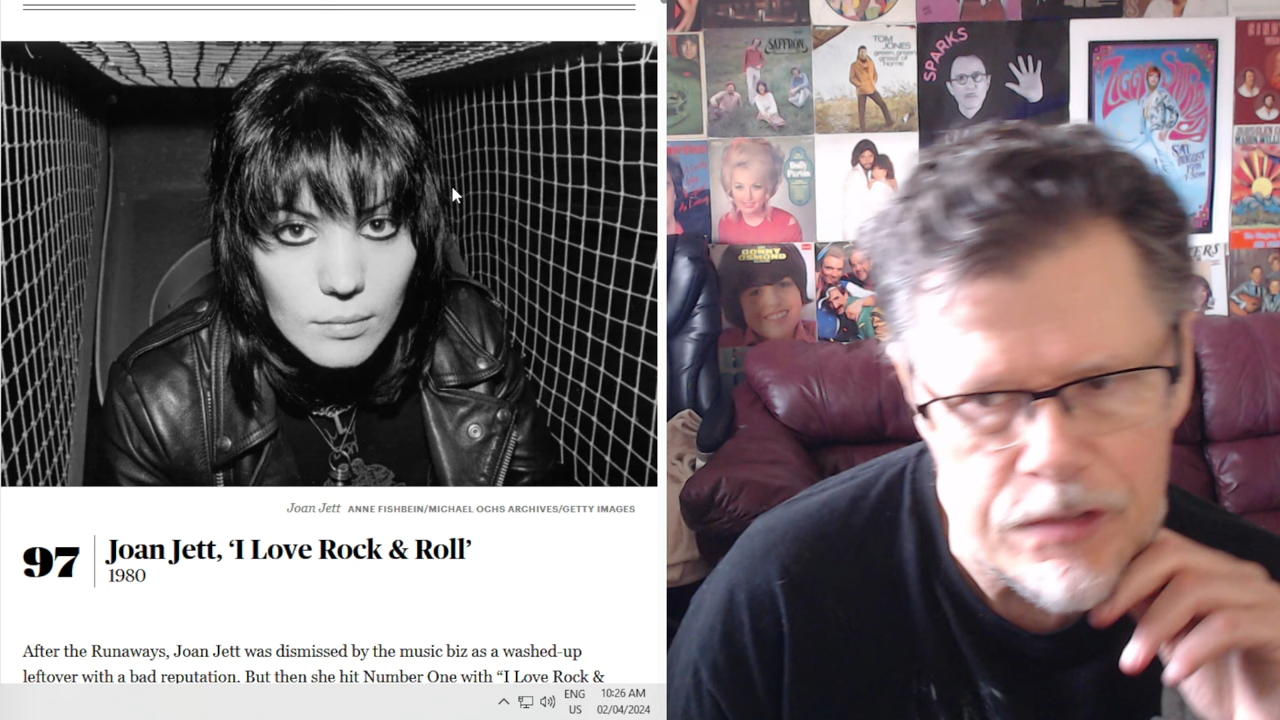 Joan Jett ANNE FISHBEIN/MICHAEL OCHS ARCHIVES/GETTY IMAGES
97 Joan Jett, ‘I Love Rock & Roll’
1980
After the Runaways, Joan Jett was dismissed by the music biz as a washed-up
leftover with a bad reputation. But then she hit Number One with “I Love Rock &
ENG
US
10:26 AM
02/04/2024
SAFFRON
TOM
JONES
green, green
grass of
home
SPARKS
ZIGGY
Dolly
Parton
DONNY
OSMOND